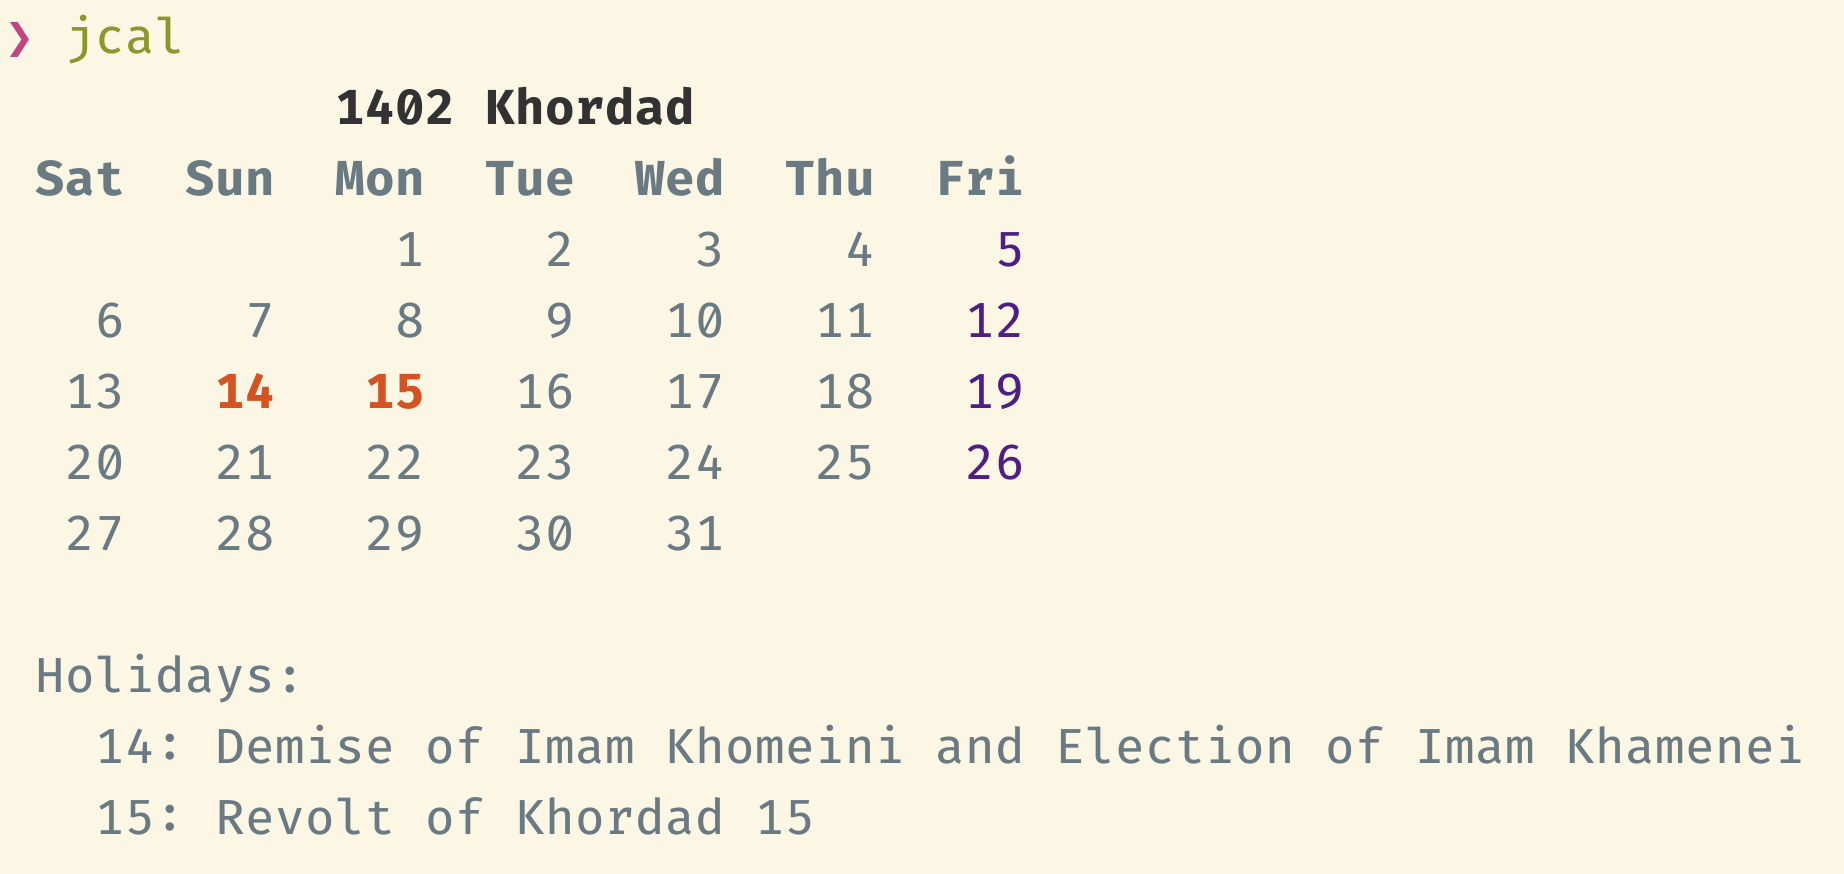 ❯ jcal
1402 Khordad
Sat Sun Mon Tue Wed Thu Fri
1 2 3 4 5
6 7 8 9 10 11 12
13 14 15 16 17 18 19
20 21 22 23 24 25 26
27 28 29 30 31
Holidays:
14: Demise of Imam Khomeini and Election of Imam Khamenei
15: Revolt of Khordad 15